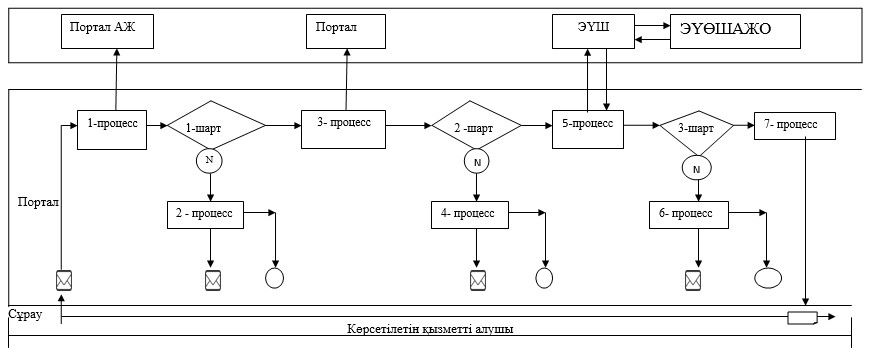 Портал АЖ
Портал
ЭҮШ
ЭҮӨШАЖО
1-процесс
1-шарт
3- процесс
2 -шарт
5-процесс
3-шарт
7- процесс
N
N
N
Портал
2 - процесс
4- процесс
6- процесс
Сұрау
Көрсетілетін қызметті алушы